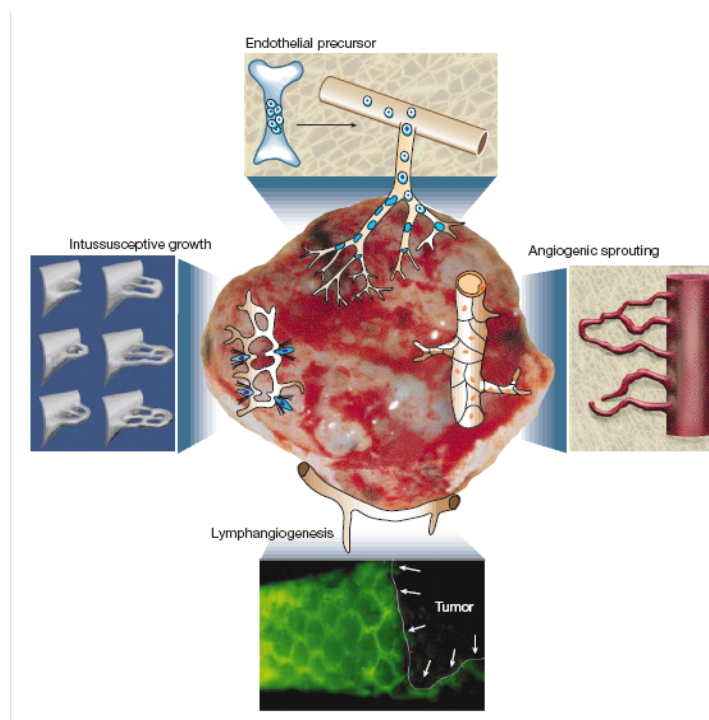 Endothelial precursor
Intussusceptive growth
Angiogenic sprouting
Lymphangiogenesis
Tumor